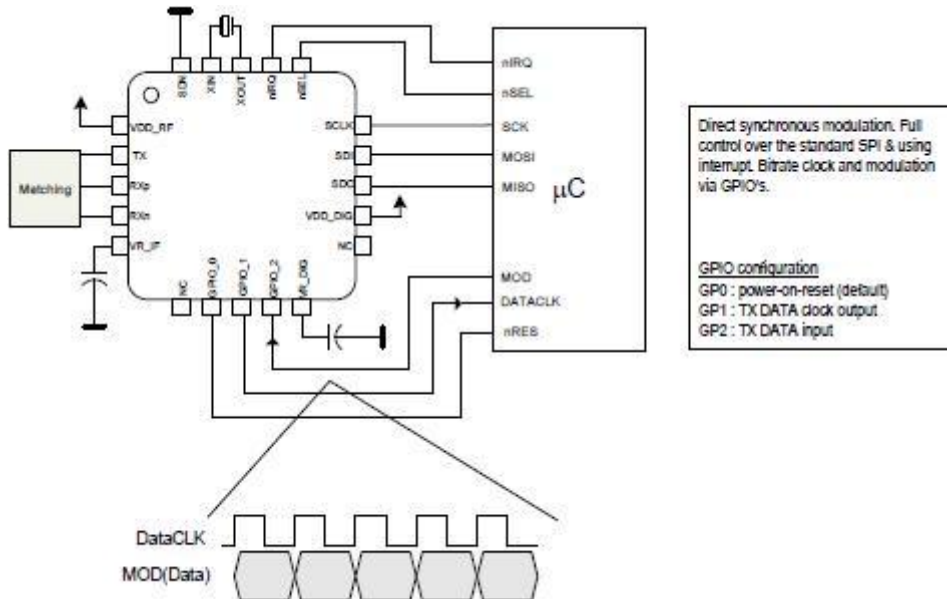 SDN
XIN
XOUT
nIRQ
nSEL
VDD_RF
TX
RXp
RXn
VR_IF
Matching
SCLK
SDI
SDO
VDD_DIG
NC
NC
GPIO_0
GPIO_1
GPIO_2
VR_DIG
nIRQ
nSEL
SCK
MOSI
MISO
μC
MOD
DATACLK
nRES
Direct synchronous modulation. Full
control over the standard SPI & using
interrupt. Bitrate clock and modulation
via GPIO's.
GPIO configuration
GP0 : power-on-reset (default)
GP1 : TX DATA clock output
GP2 : TX DATA input
DataCLK
MOD(Data)